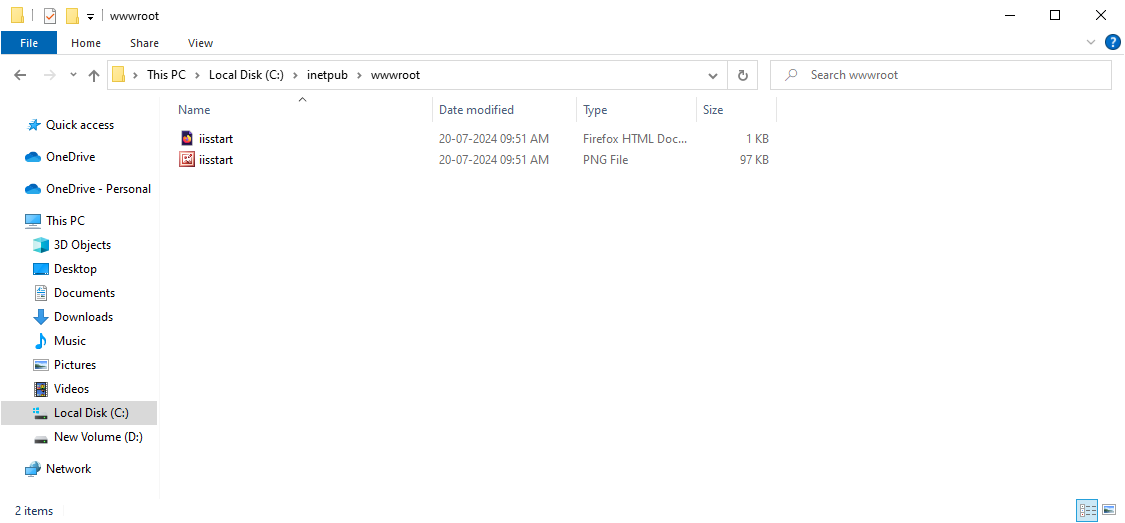 wwwroot
File Home Share View
This PC Local Disk (C:) inetpub wwwroot Search wwwroot
Name Date modified Type Size
Quick access
iisstart 20-07-2024 09:51 AM Firefox HTML Doc... 1 KB
OneDrive
iisstart 20-07-2024 09:51 AM PNG File 97 KB
OneDrive - Personal
This PC
3D Objects
Desktop
Documents
Downloads
Music
Pictures
Videos
Local Disk (C:)
New Volume (D:)
Network
2 items